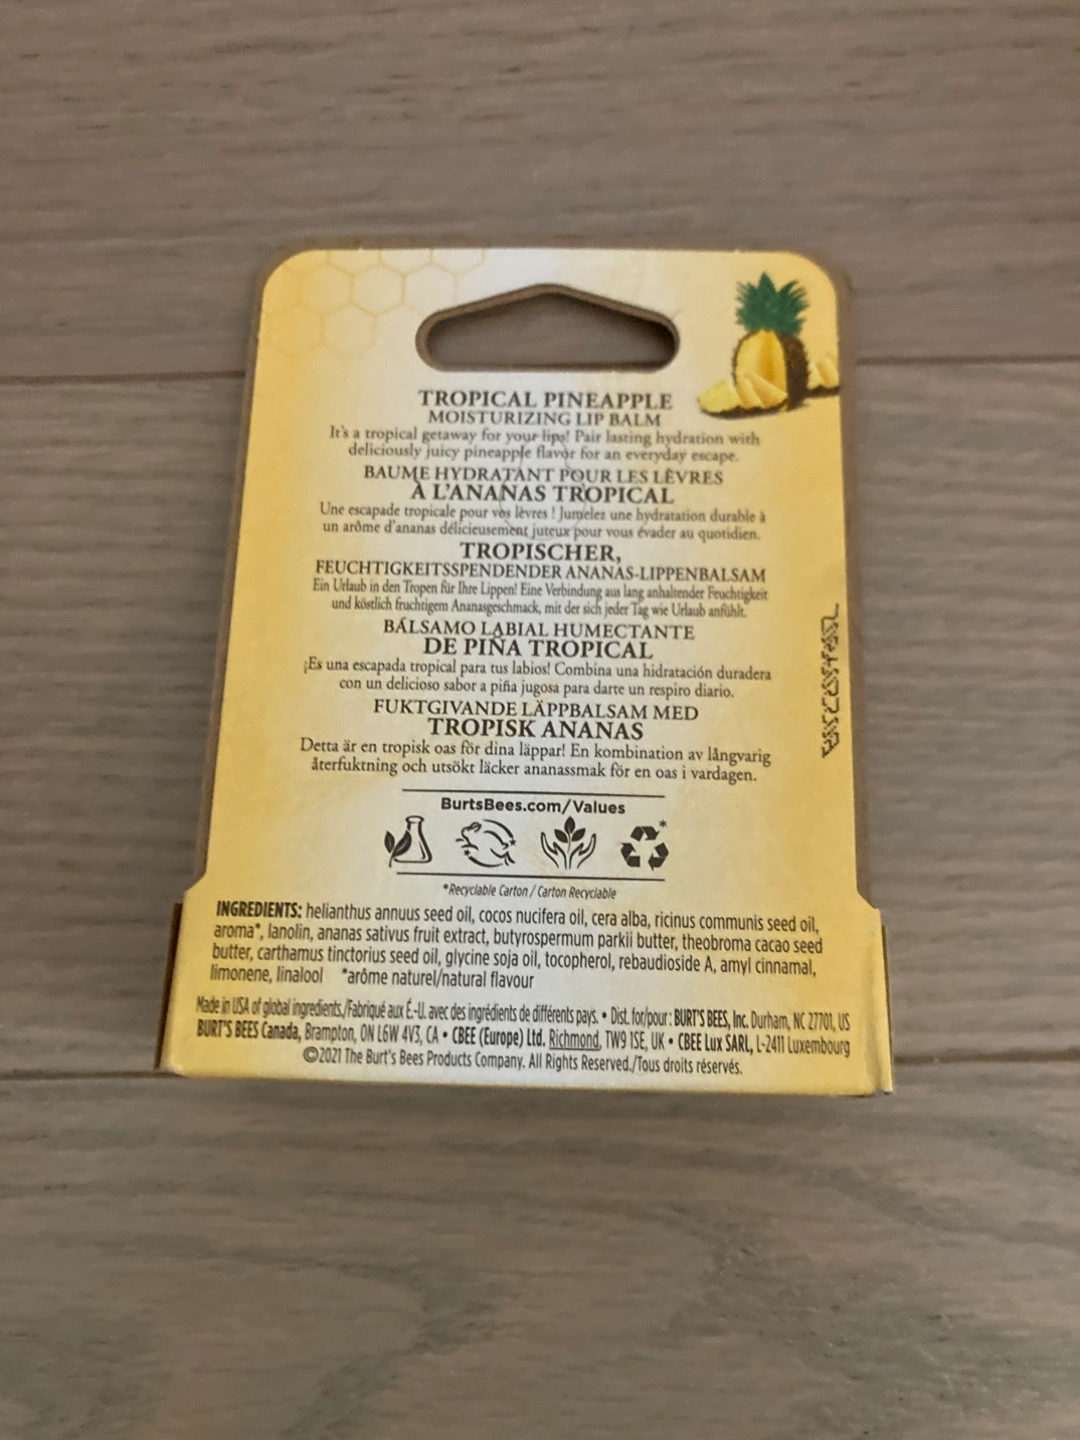 TROPICAL PINEAPPLE
MOISTURIZING LIP BALM
It's a tropical getaway for your lips! Pair lasting hydration with
deliciously juicy pineapple flavor for an everyday escape.
BAUME HYDRATANT POUR LES LÈVRES
À L'ANANAS TROPICAL
Une escapade tropicale pour vos lèvres ! Jumelez une hydratation durable à
un arôme d'ananas délicieusement juteux pour vous évader au quotidien.
TROPISCHER,
FEUCHTIGKEITSSPENDENDER ANANAS-LIPPENBALSAM
Ein Urlaub in den Tropen für Ihre Lippen! Eine Verbindung aus lang anhaltender Feuchtigkeit
und köstlich fruchtigem Ananasgeschmack, mit der sich jeder Tag wie Urlaub anfühlt.
BÁLSAMO LABIAL HUMECTANTE
DE PIÑA TROPICAL
¡Es una escapada tropical para tus labios! Combina una hidratación duradera
con un delicioso sabor a piña jugosa para darte un respiro diario.
FUKTGIVANDE LÄPPBALSAM MED
TROPISK ANANAS
Detta är en tropisk oas för dina läppar! En kombination av långvarig
återfuktning och utsökt läcker ananassmak för en oas i vardagen.
BurtsBees.com/Values
*
*Recyclable Carton / Carton Recyclable
INGREDIENTS: helianthus annuus seed oil, cocos nucifera oil, cera alba, ricinus communis seed oil,
aroma*, lanolin, ananas sativus fruit extract, butyrospermum parkii butter, theobroma cacao seed
butter, carthamus tinctorius seed oil, glycine soja oil, tocopherol, rebaudioside A, amyl cinnamal,
limonene, linalool *arôme naturel/natural flavour
Made in USA of global ingredients./Fabriqué aux É.-U. avec des ingrédients de différents pays. • Dist. for/pour : BURT'S BEES, Inc. Durham, NC 27701, US
BURT'S BEES Canada, Brampton, ON L6W 4V3, CA • CBEE (Europe) Ltd. Richmond, TW9 1SE, UK • CBEE Lux SARL, L-2411 Luxembourg
©2021 The Burt's Bees Products Company. All Rights Reserved./Tous droits réservés.